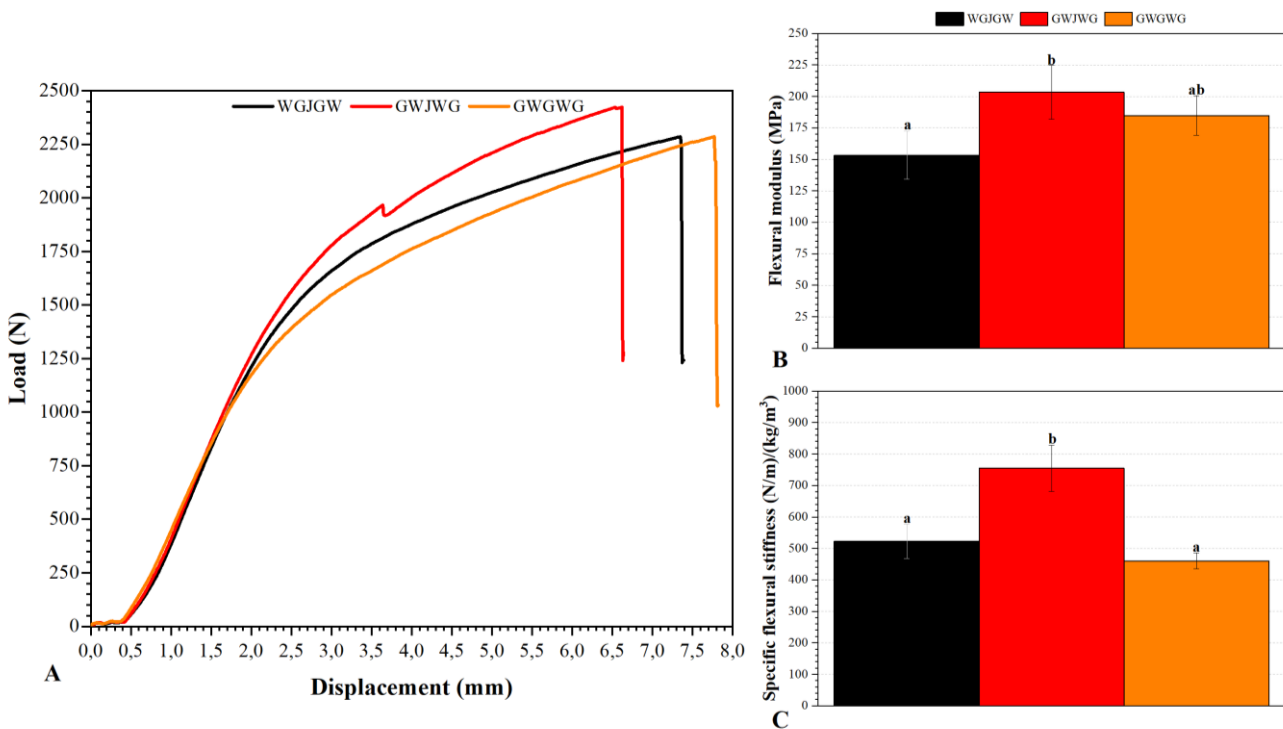 2500
2250
2000
1750
1500
1250
1000
750
500
250
0
Load (N)
WGJGW GWJWG GWGWG
0,0 0,5 1,0 1,5 2,0 2,5 3,0 3,5 4,0 4,5 5,0 5,5 6,0 6,5 7,0 7,5 8,0
A
Displacement (mm)
WGJGW GWJWG GWGWG
250
225
200
175
150
125
100
75
50
25
0
Flexural modulus (MPa)
a
b
ab
B
1000
900
800
700
600
500
400
300
200
100
0
Specific flexural stiffness (N/m)/(kg/m³)
a
b
a
C